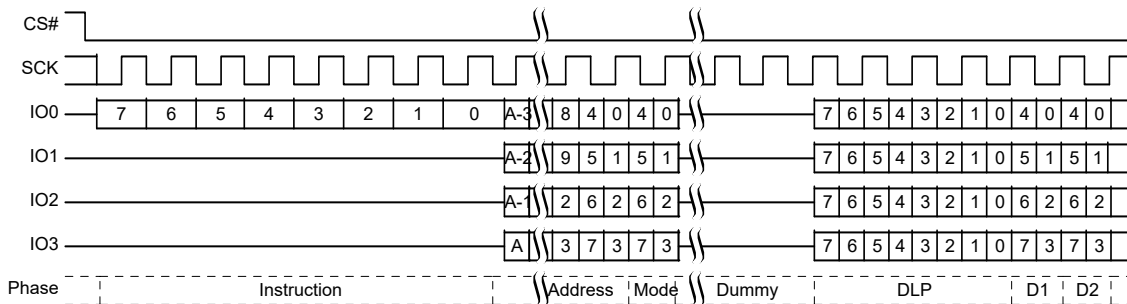 CS#
SCK
IO0 7 6 5 4 3 2 1 0 A-3 8 4 0 4 0 7 6 5 4 3 2 1 0 4 0 4 0
IO1 A-2 9 5 1 5 1 7 6 5 4 3 2 1 0 5 1 5 1
IO2 A-1 2 6 2 6 2 7 6 5 4 3 2 1 0 6 2 6 2
IO3 A 3 7 3 7 3 7 6 5 4 3 2 1 0 7 3 7 3
Phase Instruction Address Mode Dummy DLP D1 D2